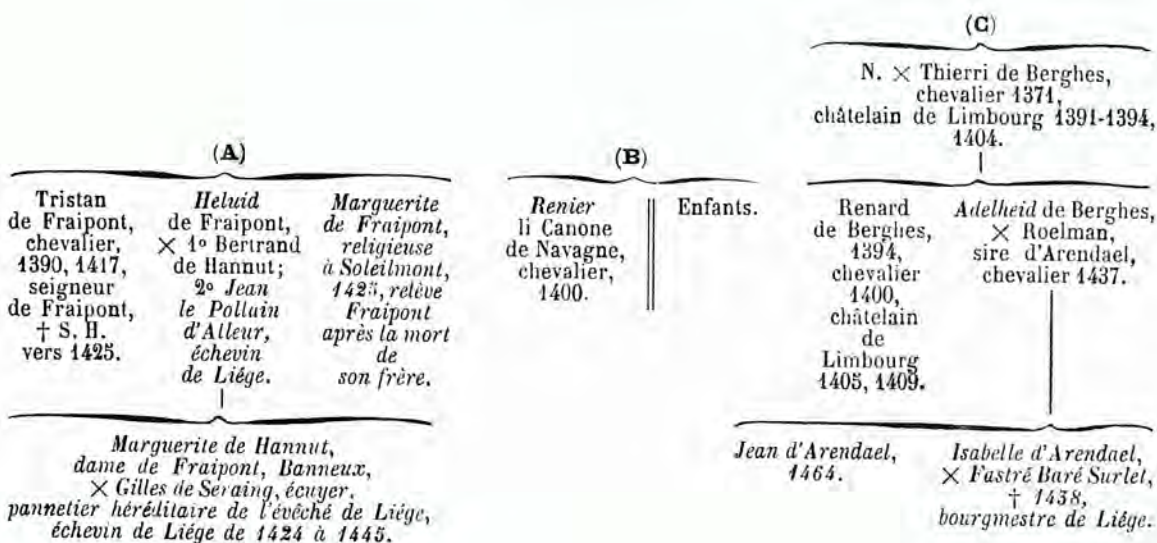 (A)
Tristan
de Fraipont,
chevalier,
1390, 1417,
seigneur
de Fraipont,
† S. H.
vers 1425.
Heluid
de Fraipont,
× 1º Bertrand
de Hannut;
2º Jean
le Pollain
d'Alleur,
échevin
de Liége.
Marguerite
de Fraipont,
religieuse
à Soleilmont,
1425, relève
Fraipont
après la mort
de
son frère.
Marguerite de Hannut,
dame de Fraipont, Banneux,
× Gilles de Seraing, écuyer,
pannetier héréditaire de l'évêché de Liége,
échevin de Liége de 1424 à 1445.
(B)
Renier
li Canone
de Navagne,
chevalier,
1400.
Enfants.
(C)
N. × Thierri de Berghes,
chevalier 1371,
châtelain de Limbourg 1391-1394,
1404.
Renard
de Berghes,
1394,
chevalier
1400,
châtelain
de
Limbourg
1405, 1409.
Adelheid de Berghes,
× Roelman,
sire d'Arendael,
chevalier 1437.
Jean d'Arendael,
1464.
Isabelle d'Arendael,
× Fastré Baré Surlet,
† 1438,
bourgmestre de Liége.